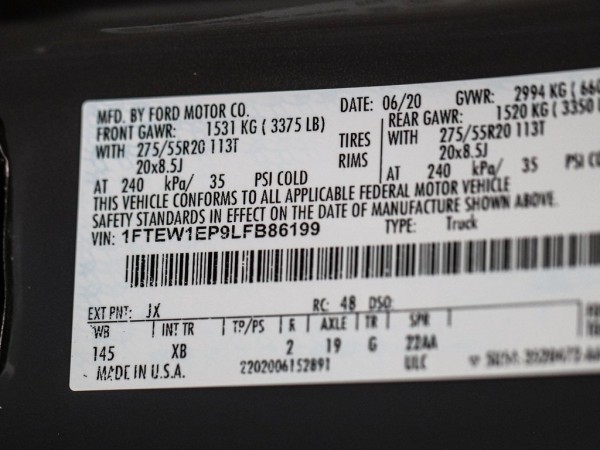 MFD. BY FORD MOTOR CO. DATE: 06/20 GVWR: 2994 KG (660
FRONT GAWR: 1531 KG (3375 LB) REAR GAWR: 1520 KG (3350
WITH 275/55R20 113T TIRES WITH 275/55R20 113T
20x8.5J RIMS 20x8.5J
AT 240 kPa/ 35 PSI COLD AT 240 kPa/ 35 PSI C
THIS VEHICLE CONFORMS TO ALL APPLICABLE FEDERAL MOTOR VEHICLE
SAFETY STANDARDS IN EFFECT ON THE DATE OF MANUFACTURE SHOWN ABOVE.
VIN: 1FTEW1EP9LFB86199 TYPE: Truck
EXT PNT: JX RC: 48 DSO:
WB INT TR TP/PS R AXLE TR SPR
145 XB 2 19 G 22AA
MADE IN U.S.A. 2202006152891 UILC